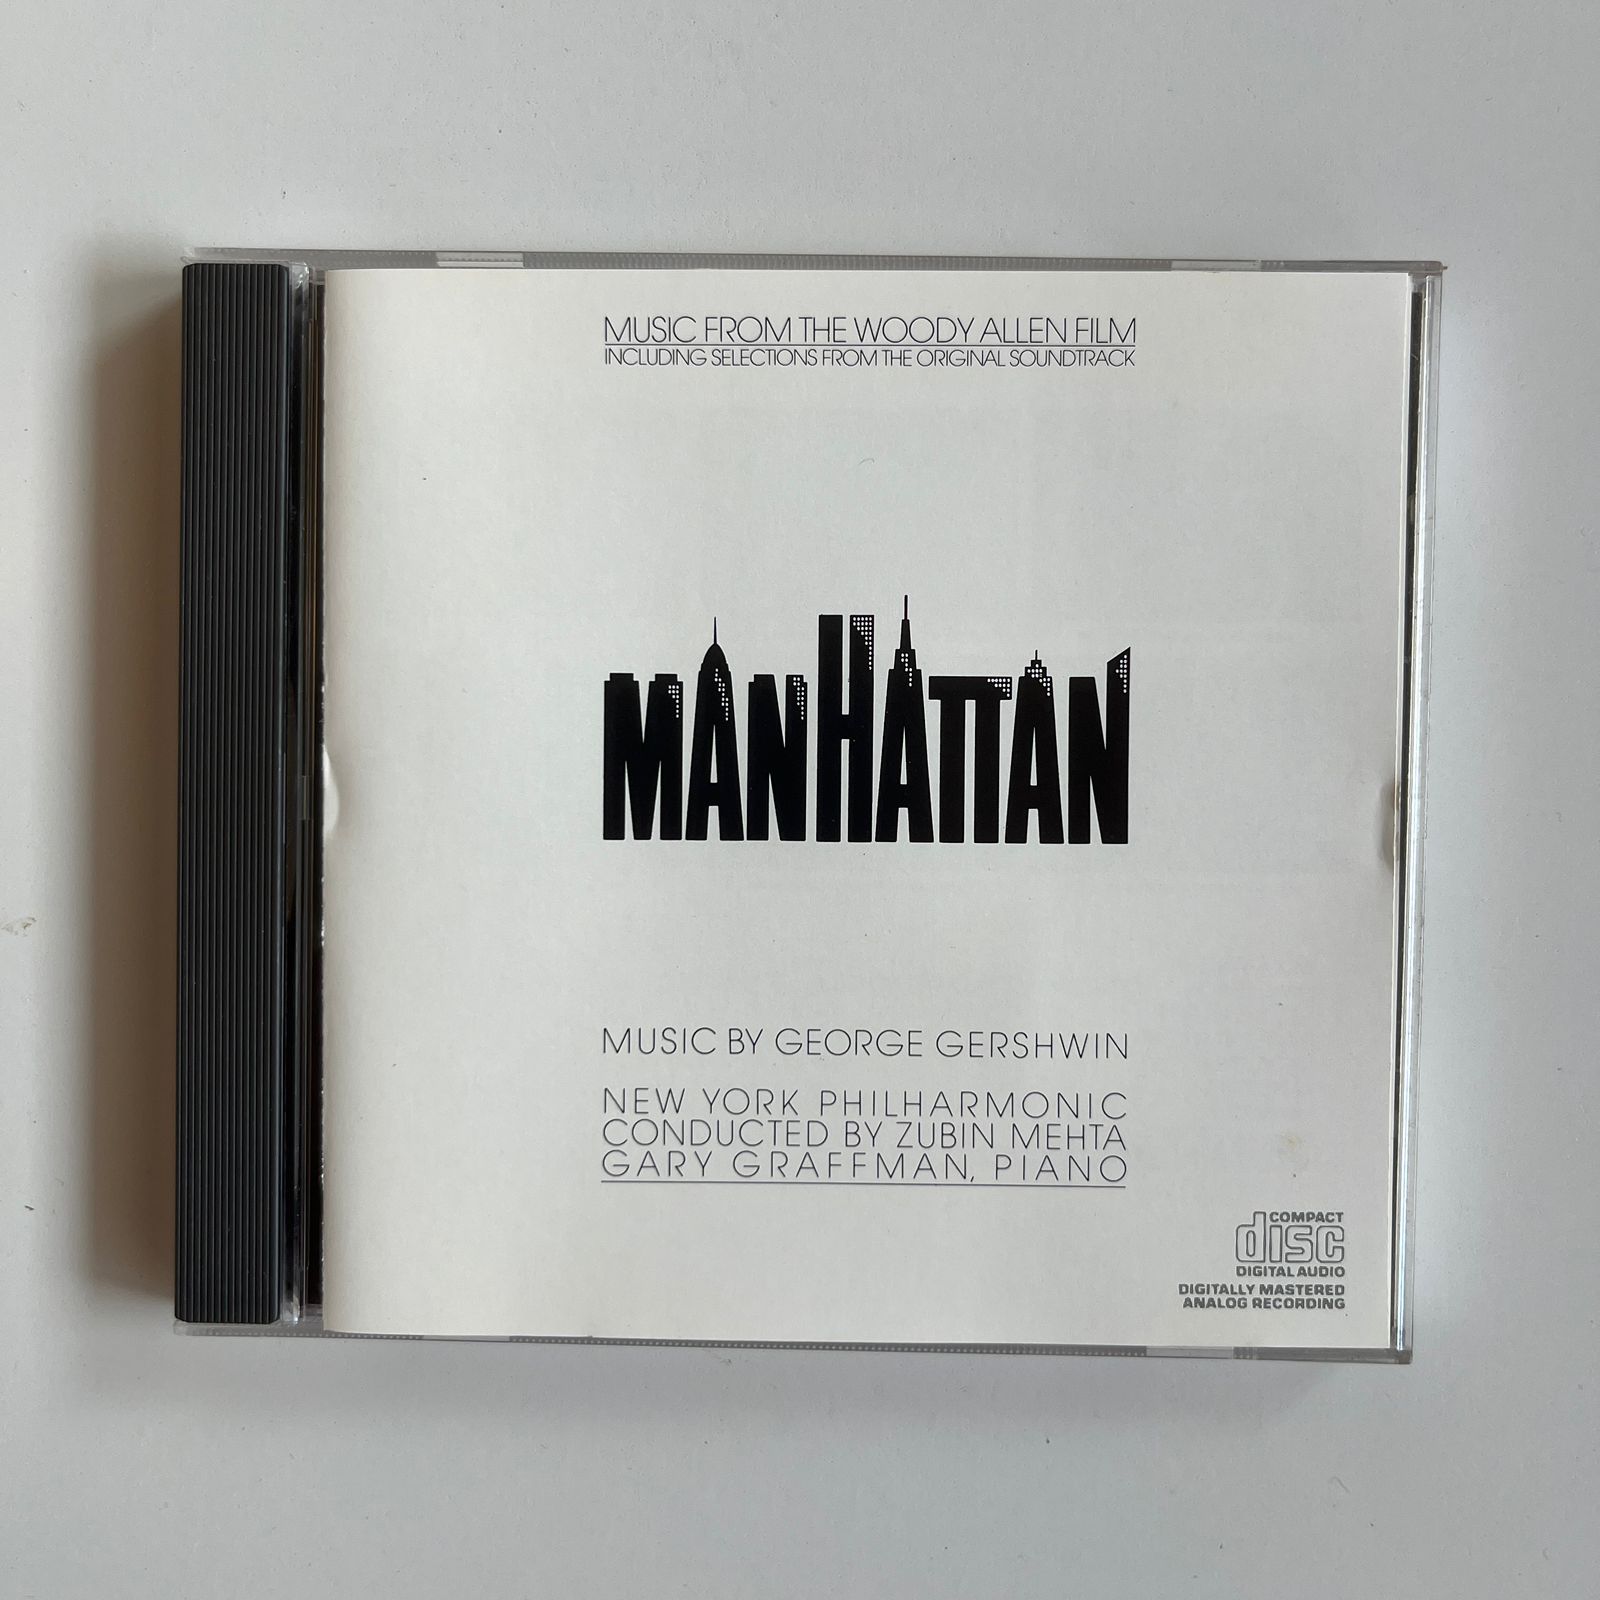 MUSIC FROM THE WOODY ALLEN FILM
INCLUDING SELECTIONS FROM THE ORIGINAL SOUNDTRACK
MANHATTAN
MUSIC BY GEORGE GERSHWIN
NEW YORK PHILHARMONIC
CONDUCTED BY ZUBIN MEHTA
GARY GRAFFMAN, PIANO
COMPACT
disc
DIGITAL AUDIO
DIGITALLY MASTERED
ANALOG RECORDING